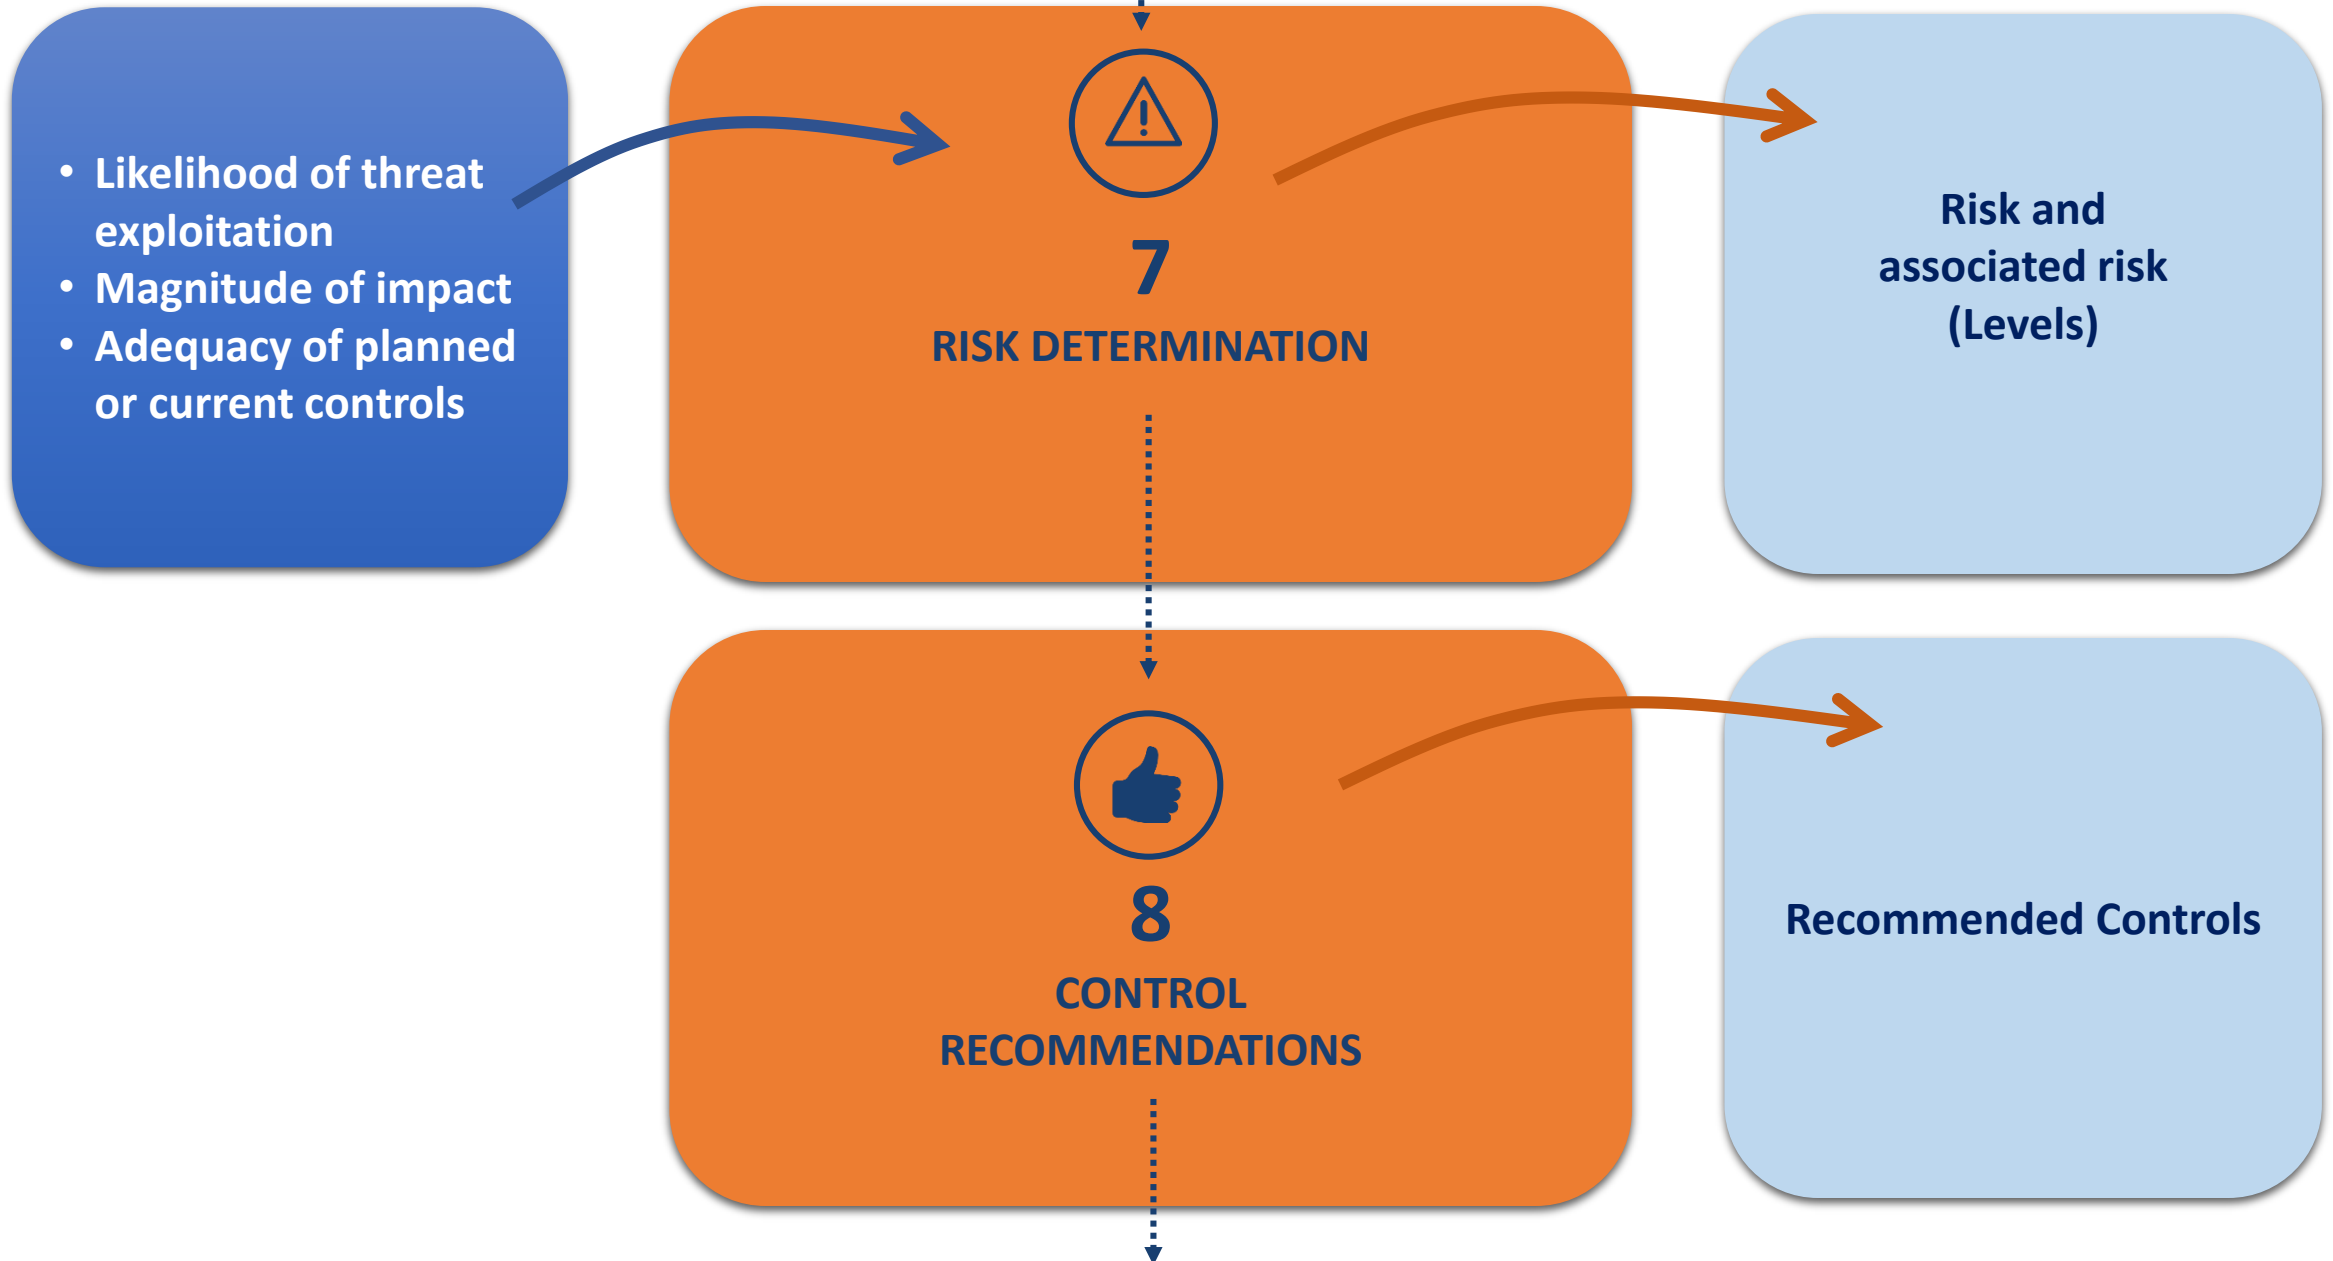 • Likelihood of threat
exploitation
• Magnitude of impact
• Adequacy of planned
or current controls
7
RISK DETERMINATION
Risk and
associated risk
(Levels)
8
CONTROL
RECOMMENDATIONS
Recommended Controls